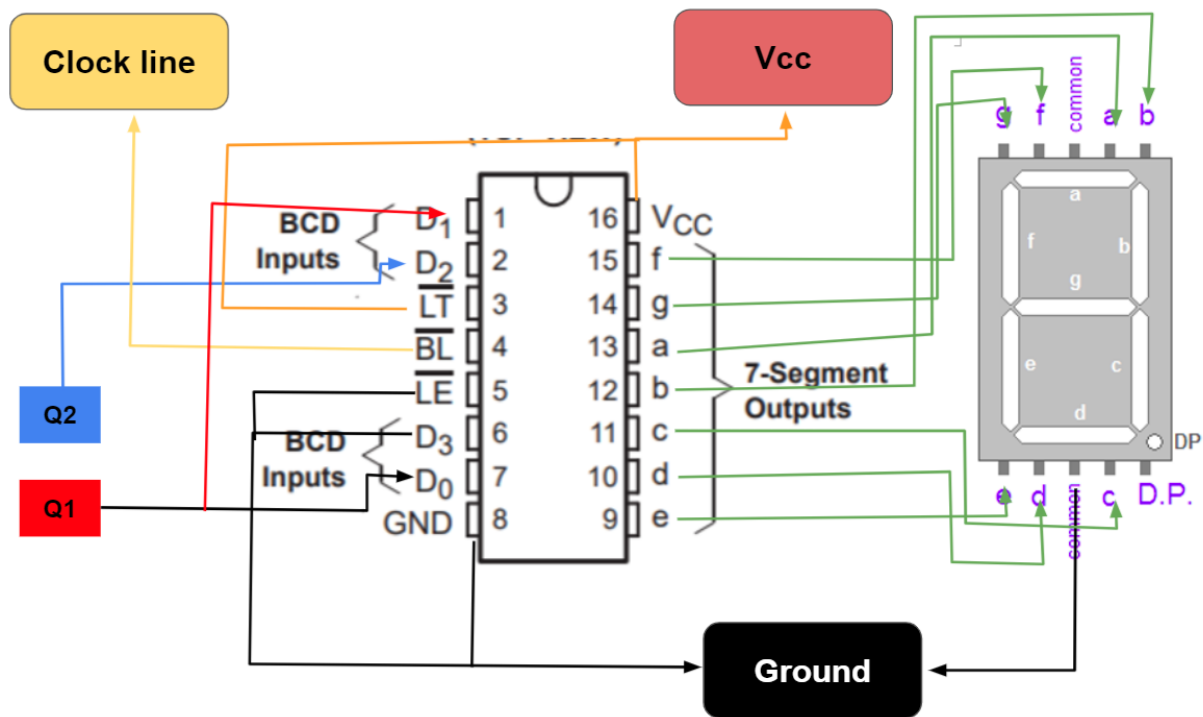 Clock line
Vcc
g
f
common
a
b
BCD
Inputs
D1
D2
LT
BL
LE
D3
D0
GND
BCD
Inputs
1
2
3
4
5
6
7
8
16
15
14
13
12
11
10
9
VCC
f
g
a
b
c
d
e
7-Segment
Outputs
a
f
b
g
e
c
d
DP
e
d
common
c
D.P.
Q2
Q1
Ground